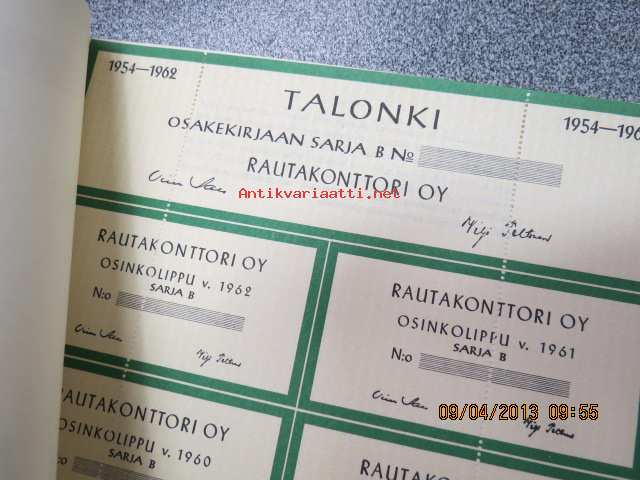 1954—1962
TALONKI
1954—196
OSAKEKIRJAAN SARJA B No
RAUTAKONTTORI OY
Antikvariaatti.net
RAUTAKONTTORI OY
OSINKOLIPPU v. 1962
SARJA B
N:o
RAUTAKONTTORI OY
OSINKOLIPPU v. 1961
SARJA B
N:o
09/04/2013 09:55
RAUTAKONTTORI OY
OSINKOLIPPU v. 1960
SARJA B
N:o
RAUTAKONTTORI